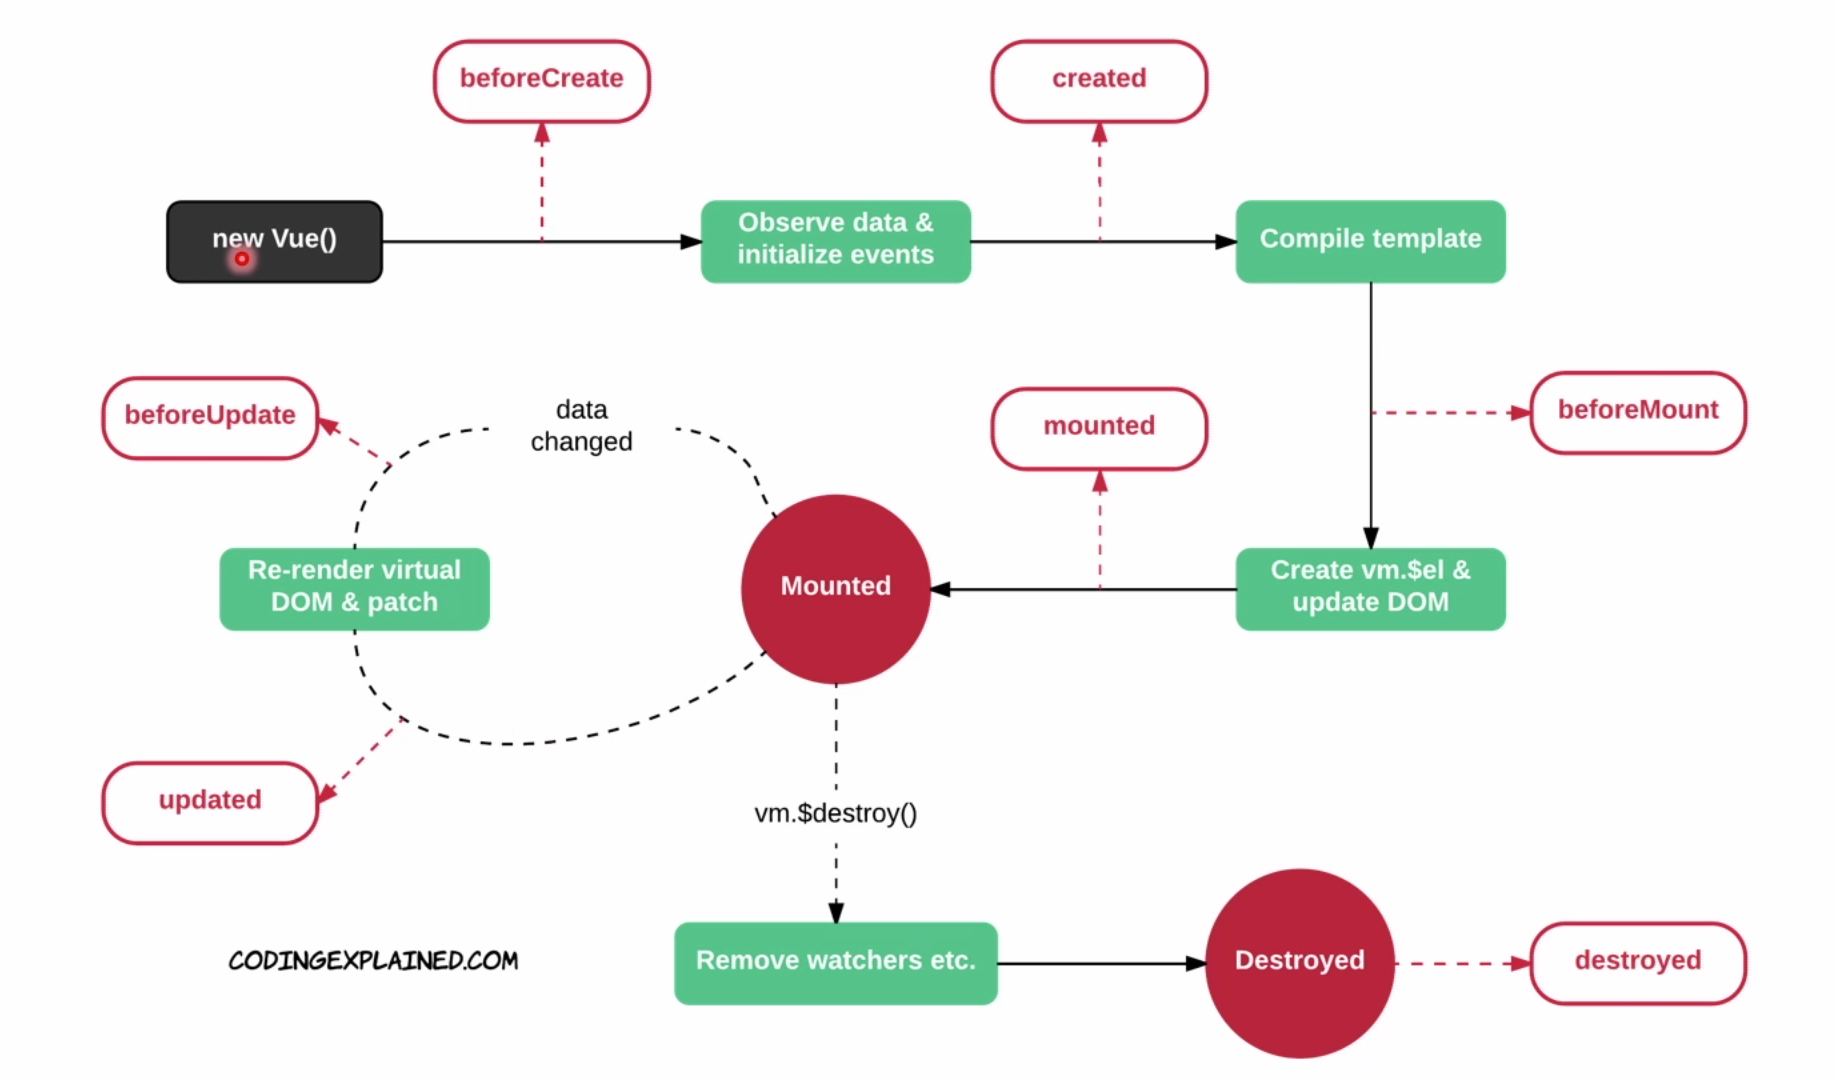 beforeCreate
created
new Vue()
Observe data &
initialize events
Compile template
beforeUpdate
data
changed
mounted
beforeMount
Re-render virtual
DOM & patch
Mounted
Create vm.$el &
update DOM
updated
vm.$destroy()
CODINGEXPLAINED.COM
Remove watchers etc.
Destroyed
destroyed